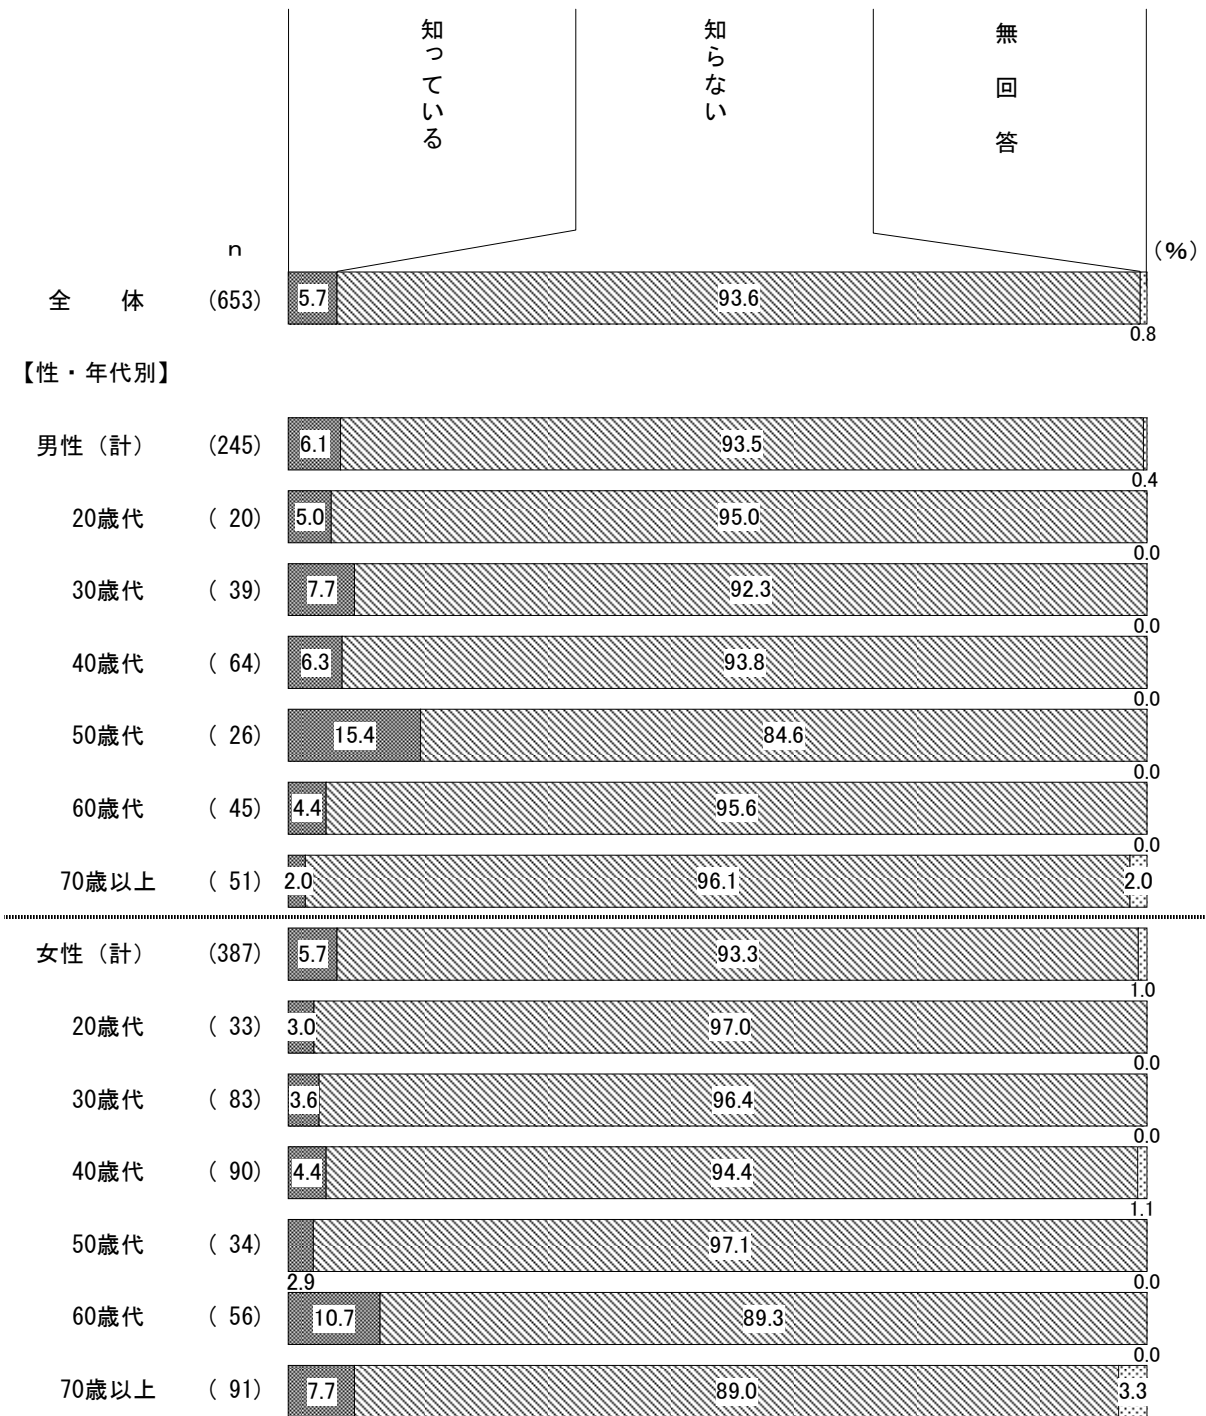 知っている
知らない
無回答
n
(%)
全　体 (653) 5.7 93.6
0.8
【性・年代別】
男性（計） (245) 6.1 93.5
0.4
20歳代 ( 20) 5.0 95.0
0.0
30歳代 ( 39) 7.7 92.3
0.0
40歳代 ( 64) 6.3 93.8
0.0
50歳代 ( 26) 15.4 84.6
0.0
60歳代 ( 45) 4.4 95.6
0.0
70歳以上 ( 51) 2.0 96.1 2.0
女性（計） (387) 5.7 93.3
1.0
20歳代 ( 33) 3.0 97.0
0.0
30歳代 ( 83) 3.6 96.4
0.0
40歳代 ( 90) 4.4 94.4
1.1
50歳代 ( 34) 97.1
2.9 0.0
60歳代 ( 56) 10.7 89.3
0.0
70歳以上 ( 91) 7.7 89.0 3.3